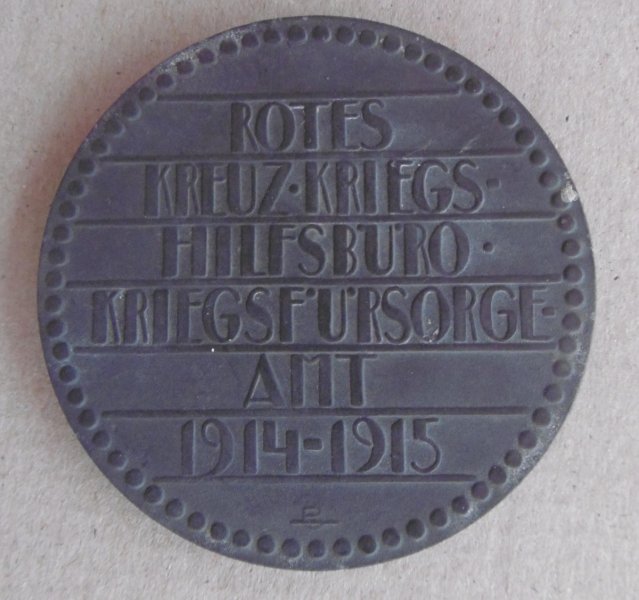 ROTES
KREUZ·KRIEGS-
HILFSBÜRO·
KRIEGSFÜRSORGE-
AMT
1914-1915